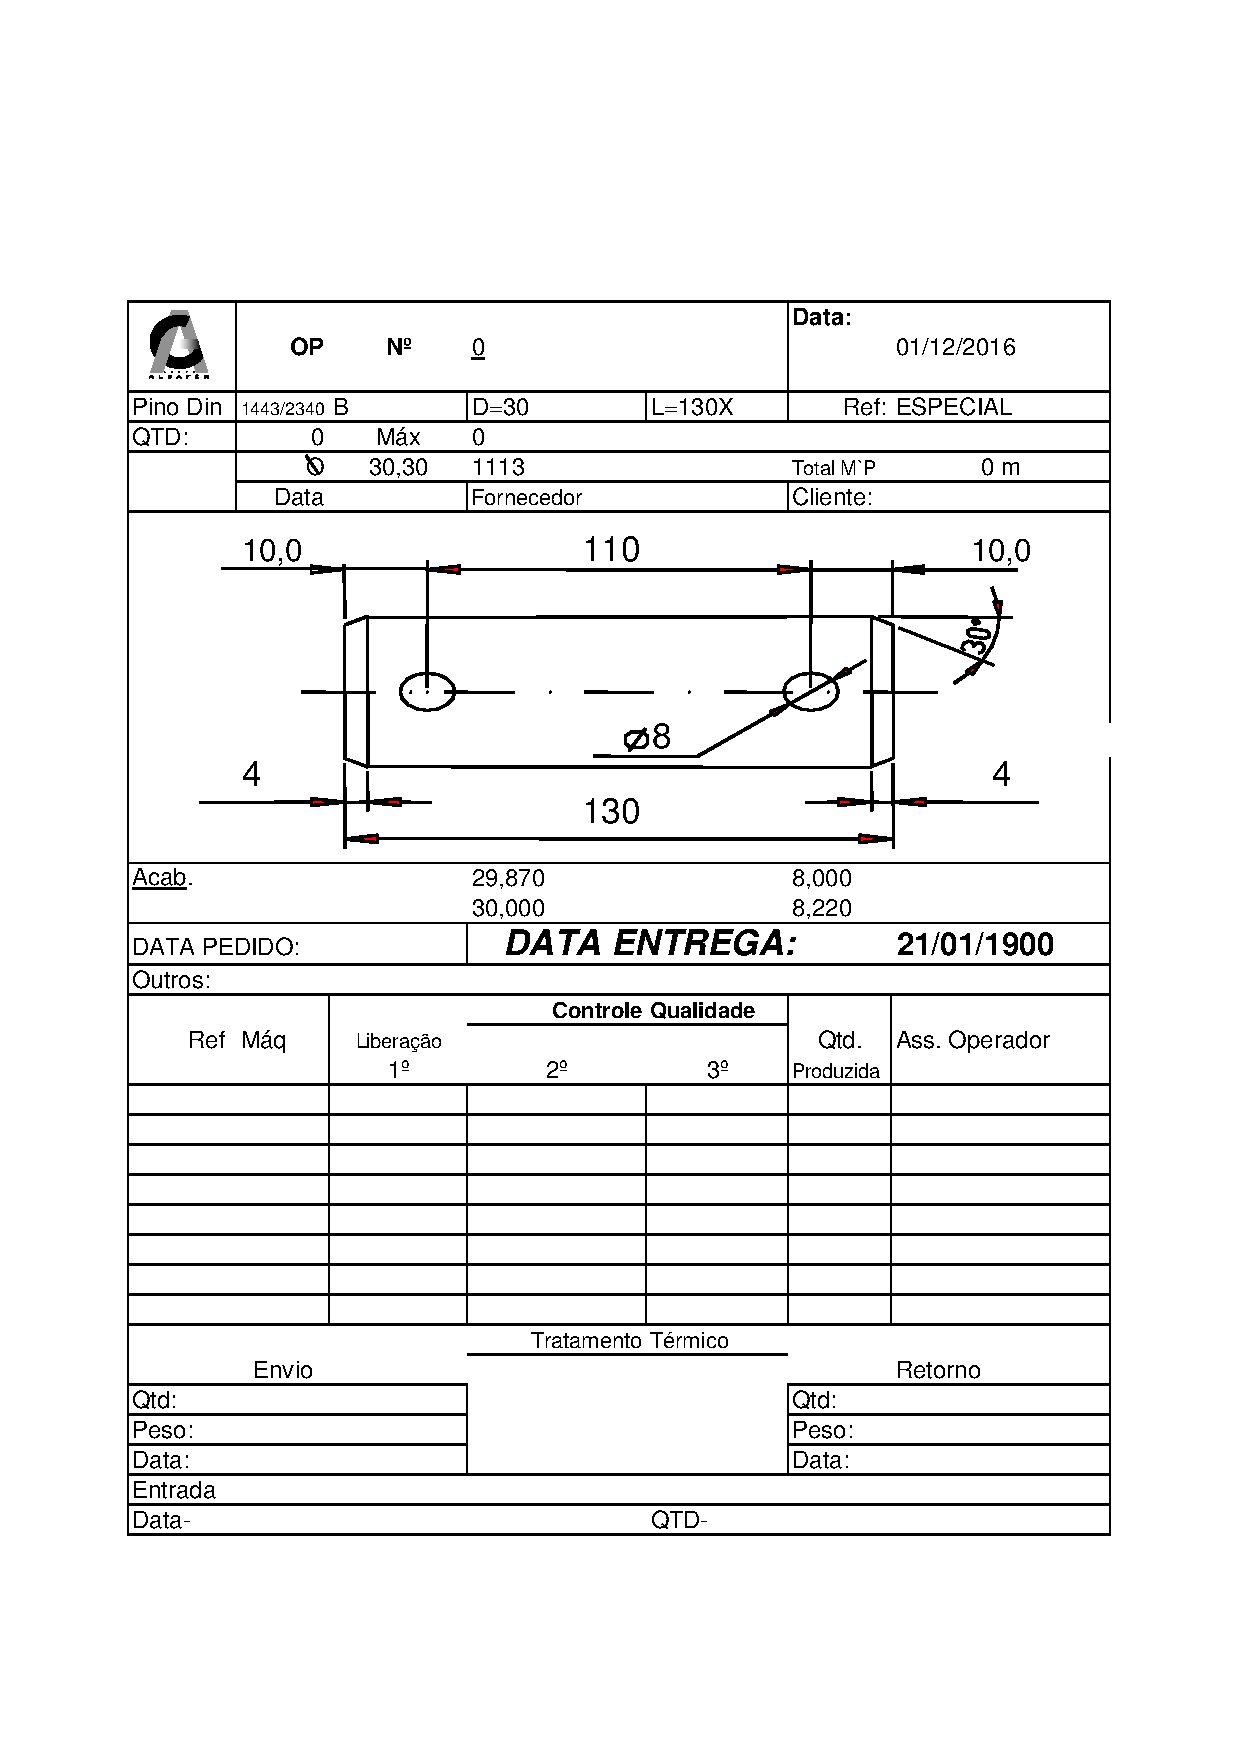 Data:
OP Nº 0 01/12/2016
Pino Din 1443/2340 B D=30 L=130X Ref: ESPECIAL
QTD: 0 Máx 0
Ø 30,30 1113 Total M`P 0 m
Data Fornecedor Cliente:
10,0 110 10,0
30°
⌀8
4 4
130
Acab. 29,870 8,000
30,000 8,220
DATA PEDIDO: DATA ENTREGA: 21/01/1900
Outros:
Controle Qualidade
Ref Máq Liberação Qtd. Ass. Operador
1º 2º 3º Produzida
Tratamento Térmico
Envio Retorno
Qtd: Qtd:
Peso: Peso:
Data: Data:
Entrada
Data- QTD-